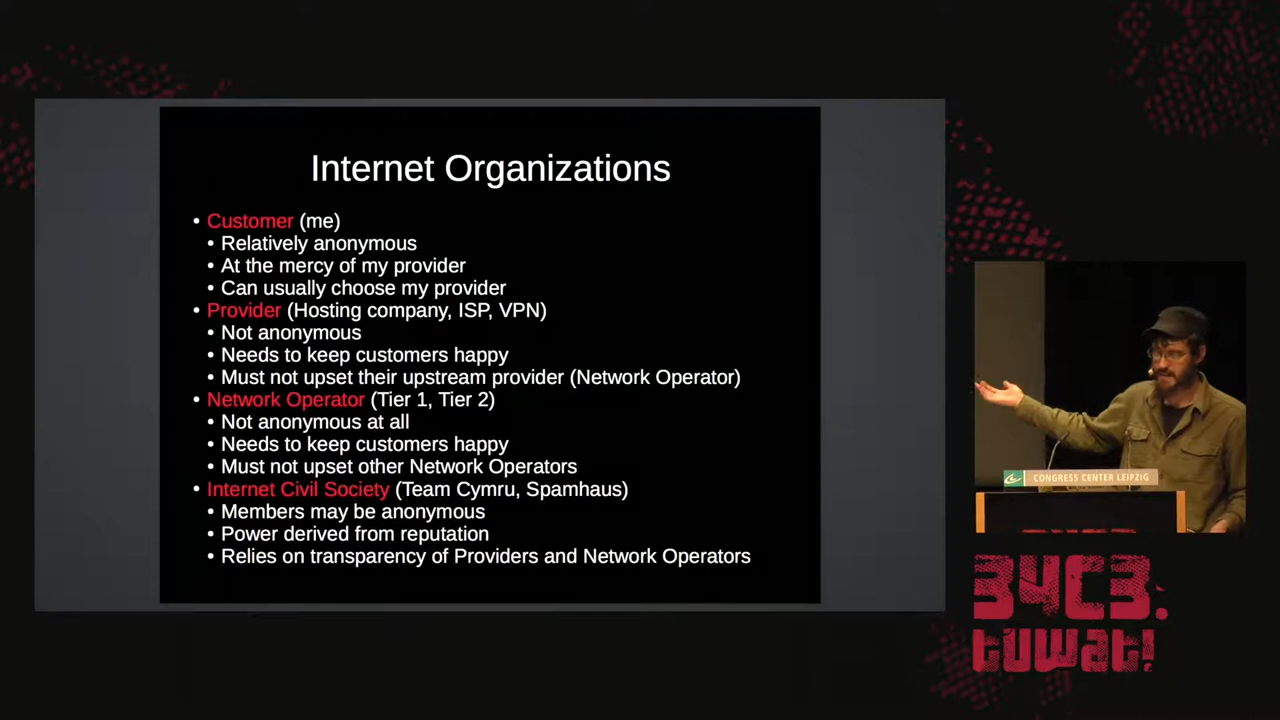 Internet Organizations
• Customer (me)
• Relatively anonymous
• At the mercy of my provider
• Can usually choose my provider
• Provider (Hosting company, ISP, VPN)
• Not anonymous
• Needs to keep customers happy
• Must not upset their upstream provider (Network Operator)
• Network Operator (Tier 1, Tier 2)
• Not anonymous at all
• Needs to keep customers happy
• Must not upset other Network Operators
• Internet Civil Society (Team Cymru, Spamhaus)
• Members may be anonymous
• Power derived from reputation
• Relies on transparency of Providers and Network Operators
CONGRESS CENTER LEIPZIG
34C3.
tuwat!